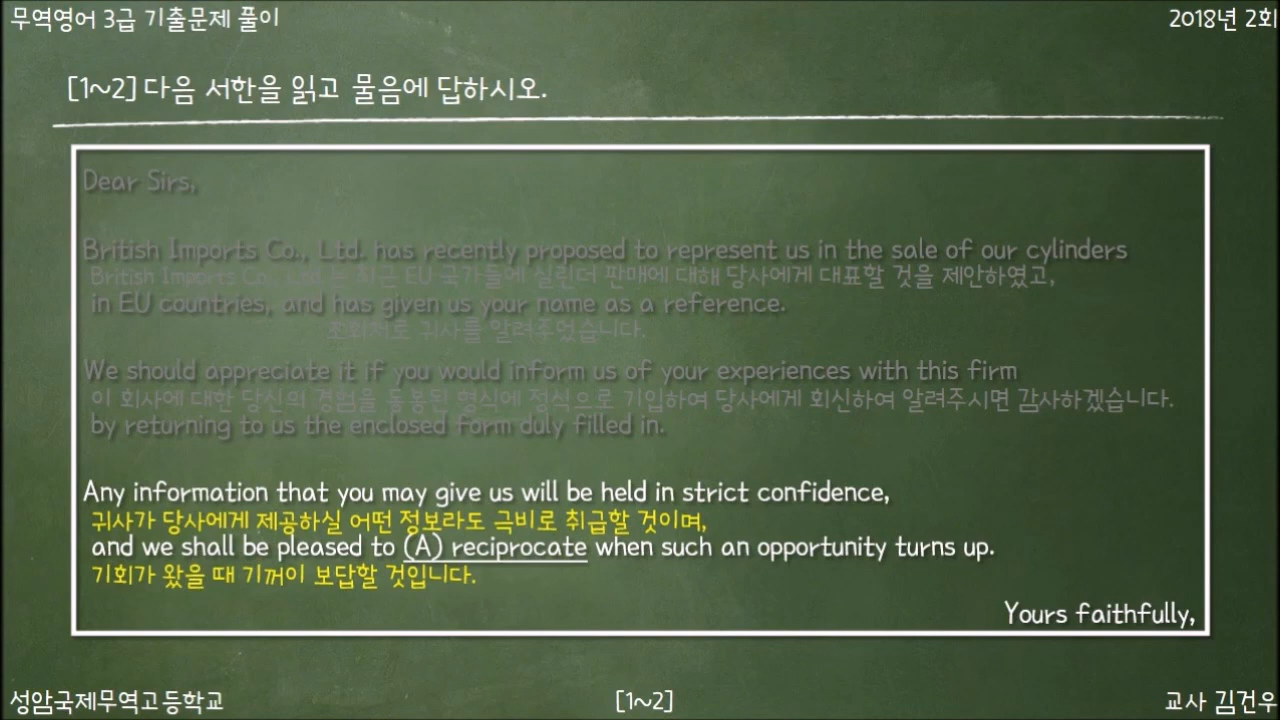 무역영어 3급 기출문제 풀이
2018년 2회
[1~2] 다음 서한을 읽고 물음에 답하시오.
Dear Sirs,
British Imports Co., Ltd. has recently proposed to represent us in the sale of our cylinders
British Imports Co., Ltd.는 최근 EU 국가들에 실린더 판매에 대해 당사에게 대표할 것을 제안하였고,
in EU countries, and has given us your name as a reference.
조회처로 귀사를 알려주었습니다.
We should appreciate it if you would inform us of your experiences with this firm
이 회사에 대한 당신의 경험을 동봉된 형식에 정식으로 기입하여 당사에게 회신하여 알려주시면 감사하겠습니다.
by returning to us the enclosed form duly filled in.
Any information that you may give us will be held in strict confidence,
귀사가 당사에게 제공하실 어떤 정보라도 극비로 취급할 것이며,
and we shall be pleased to (A) reciprocate when such an opportunity turns up.
기회가 왔을 때 기꺼이 보답할 것입니다.
Yours faithfully,
성암국제무역고등학교
[1~2]
교사 김건우